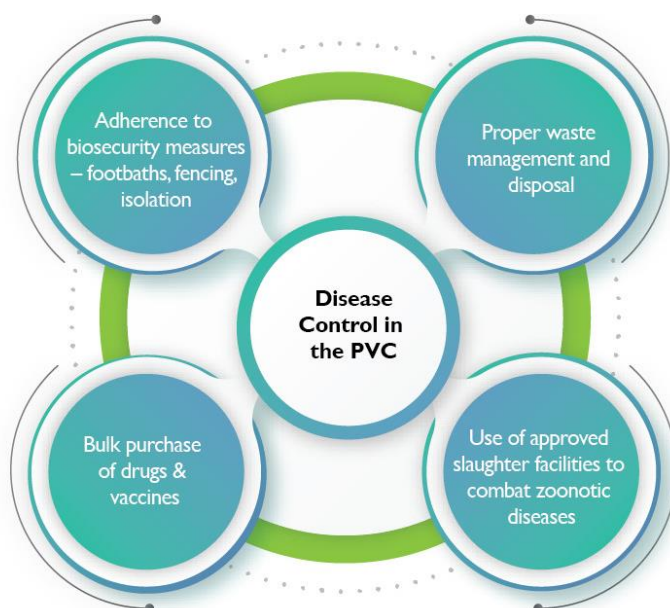 Adherence to
biosecurity measures
– footbaths, fencing,
isolation
Proper waste
management and
disposal
Disease
Control in
the PVC
Bulk purchase
of drugs &
vaccines
Use of approved
slaughter facilities to
combat zoonotic
diseases